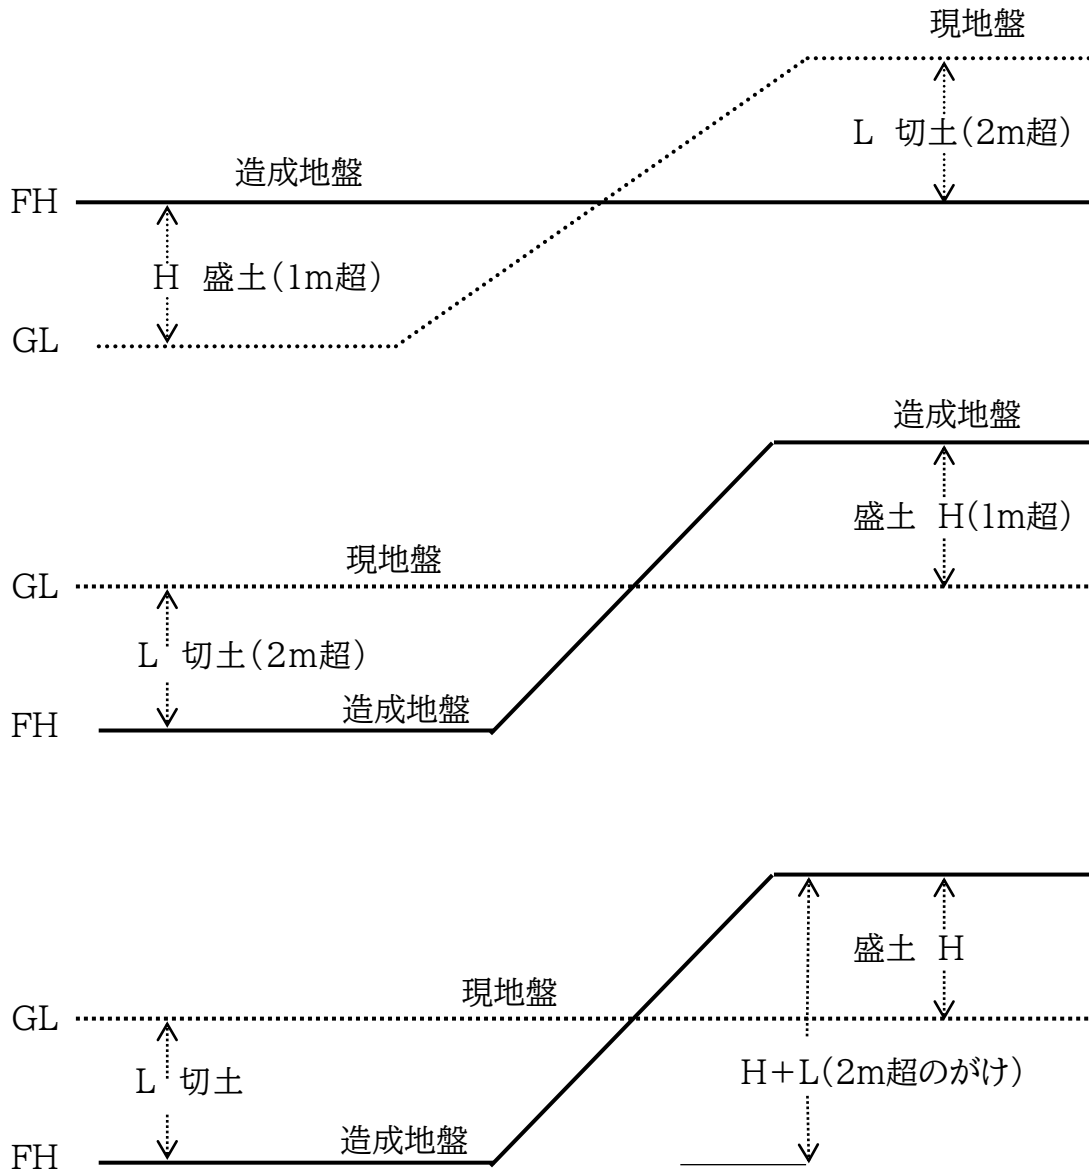 現地盤
L 切土(2m超)
造成地盤
FH
H 盛土(1m超)
GL
造成地盤
盛土 H(1m超)
現地盤
GL
L 切土(2m超)
造成地盤
FH
盛土 H
現地盤
GL
H+L(2m超のがけ)
L 切土
造成地盤
FH